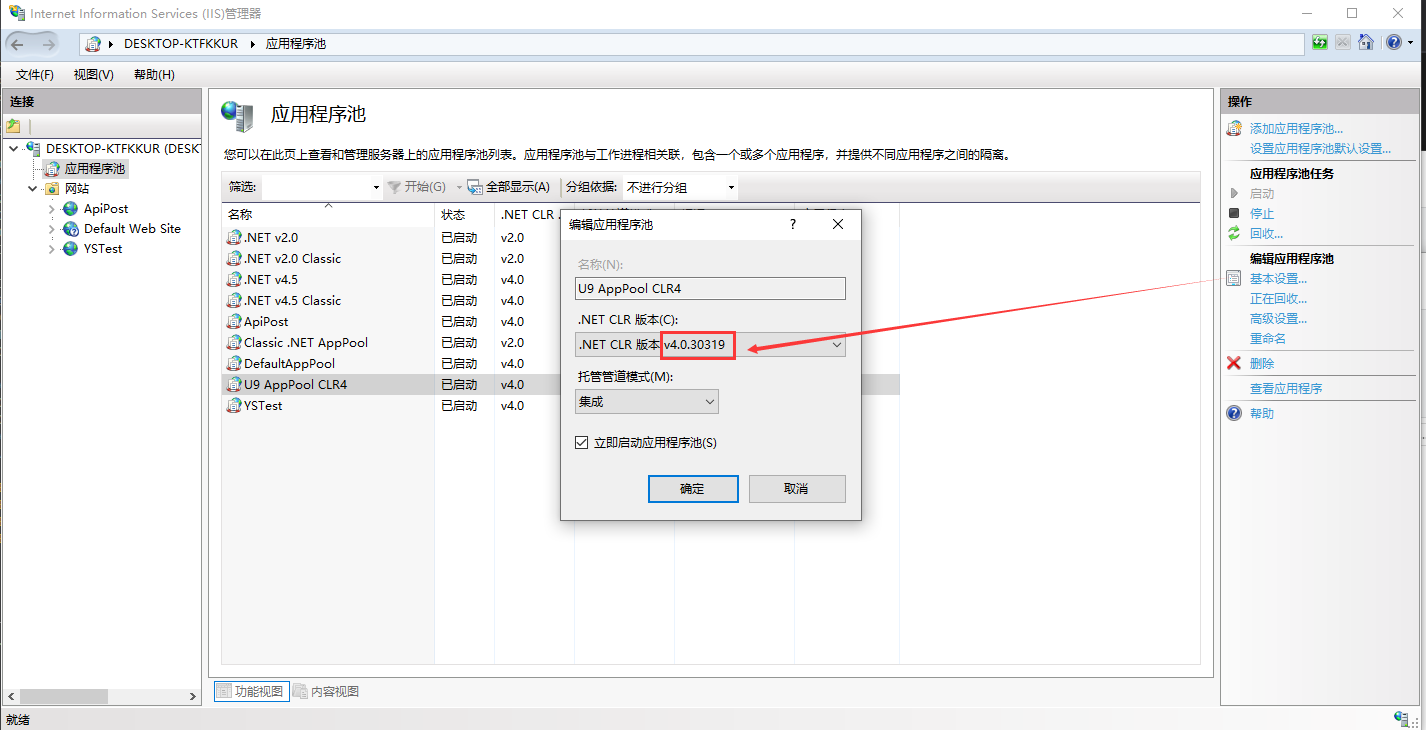 Internet Information Services (IIS)管理器
DESKTOP-KTFKKUR
应用程序池
文件(F) 视图(V) 帮助(H)
连接
DESKTOP-KTFKKUR (DESKT
应用程序池
网站
ApiPost
Default Web Site
YSTest
应用程序池
您可以在此页上查看和管理服务器上的应用程序池列表。应用程序池与工作进程相关联，包含一个或多个应用程序，并提供不同应用程序之间的隔离。
筛选: 开始(G) 全部显示(A) 分组依据: 不进行分组
名称 状态 .NET CLR
.NET v2.0 已启动 v2.0
.NET v2.0 Classic 已启动 v2.0
.NET v4.5 已启动 v4.0
.NET v4.5 Classic 已启动 v4.0
ApiPost 已启动 v4.0
Classic .NET AppPool 已启动 v2.0
DefaultAppPool 已启动 v4.0
U9 AppPool CLR4 已启动 v4.0
YSTest 已启动 v4.0
编辑应用程序池 ?
名称(N):
U9 AppPool CLR4
.NET CLR 版本(C):
.NET CLR 版本 v4.0.30319
托管管道模式(M):
集成
立即启动应用程序池(S)
确定 取消
功能视图 内容视图
操作
添加应用程序池...
设置应用程序池默认设置...
应用程序池任务
启动
停止
回收...
编辑应用程序池
基本设置...
正在回收...
高级设置...
重命名
删除
查看应用程序
帮助
就绪